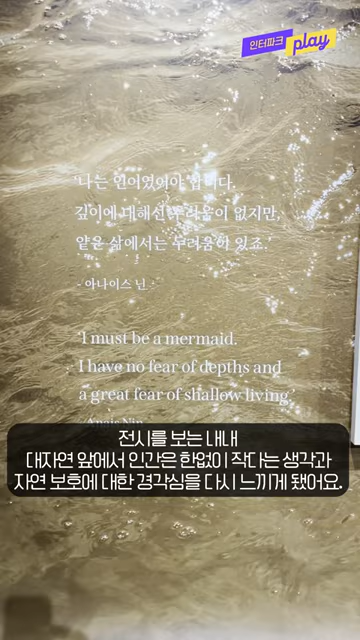 인터파크 play
'나는 인어였어야 합니다.
깊이에 대해선 두려움이 없지만,
얕은 삶에서는 두려움이 있죠.'
- 아나이스 닌 -
'I must be a mermaid.
I have no fear of depths and
a great fear of shallow living.'
- Anais Nin -
전시를 보는 내내
대자연 앞에서 인간은 한없이 작다는 생각과
자연 보호에 대한 경각심을 다시 느끼게 됐어요.